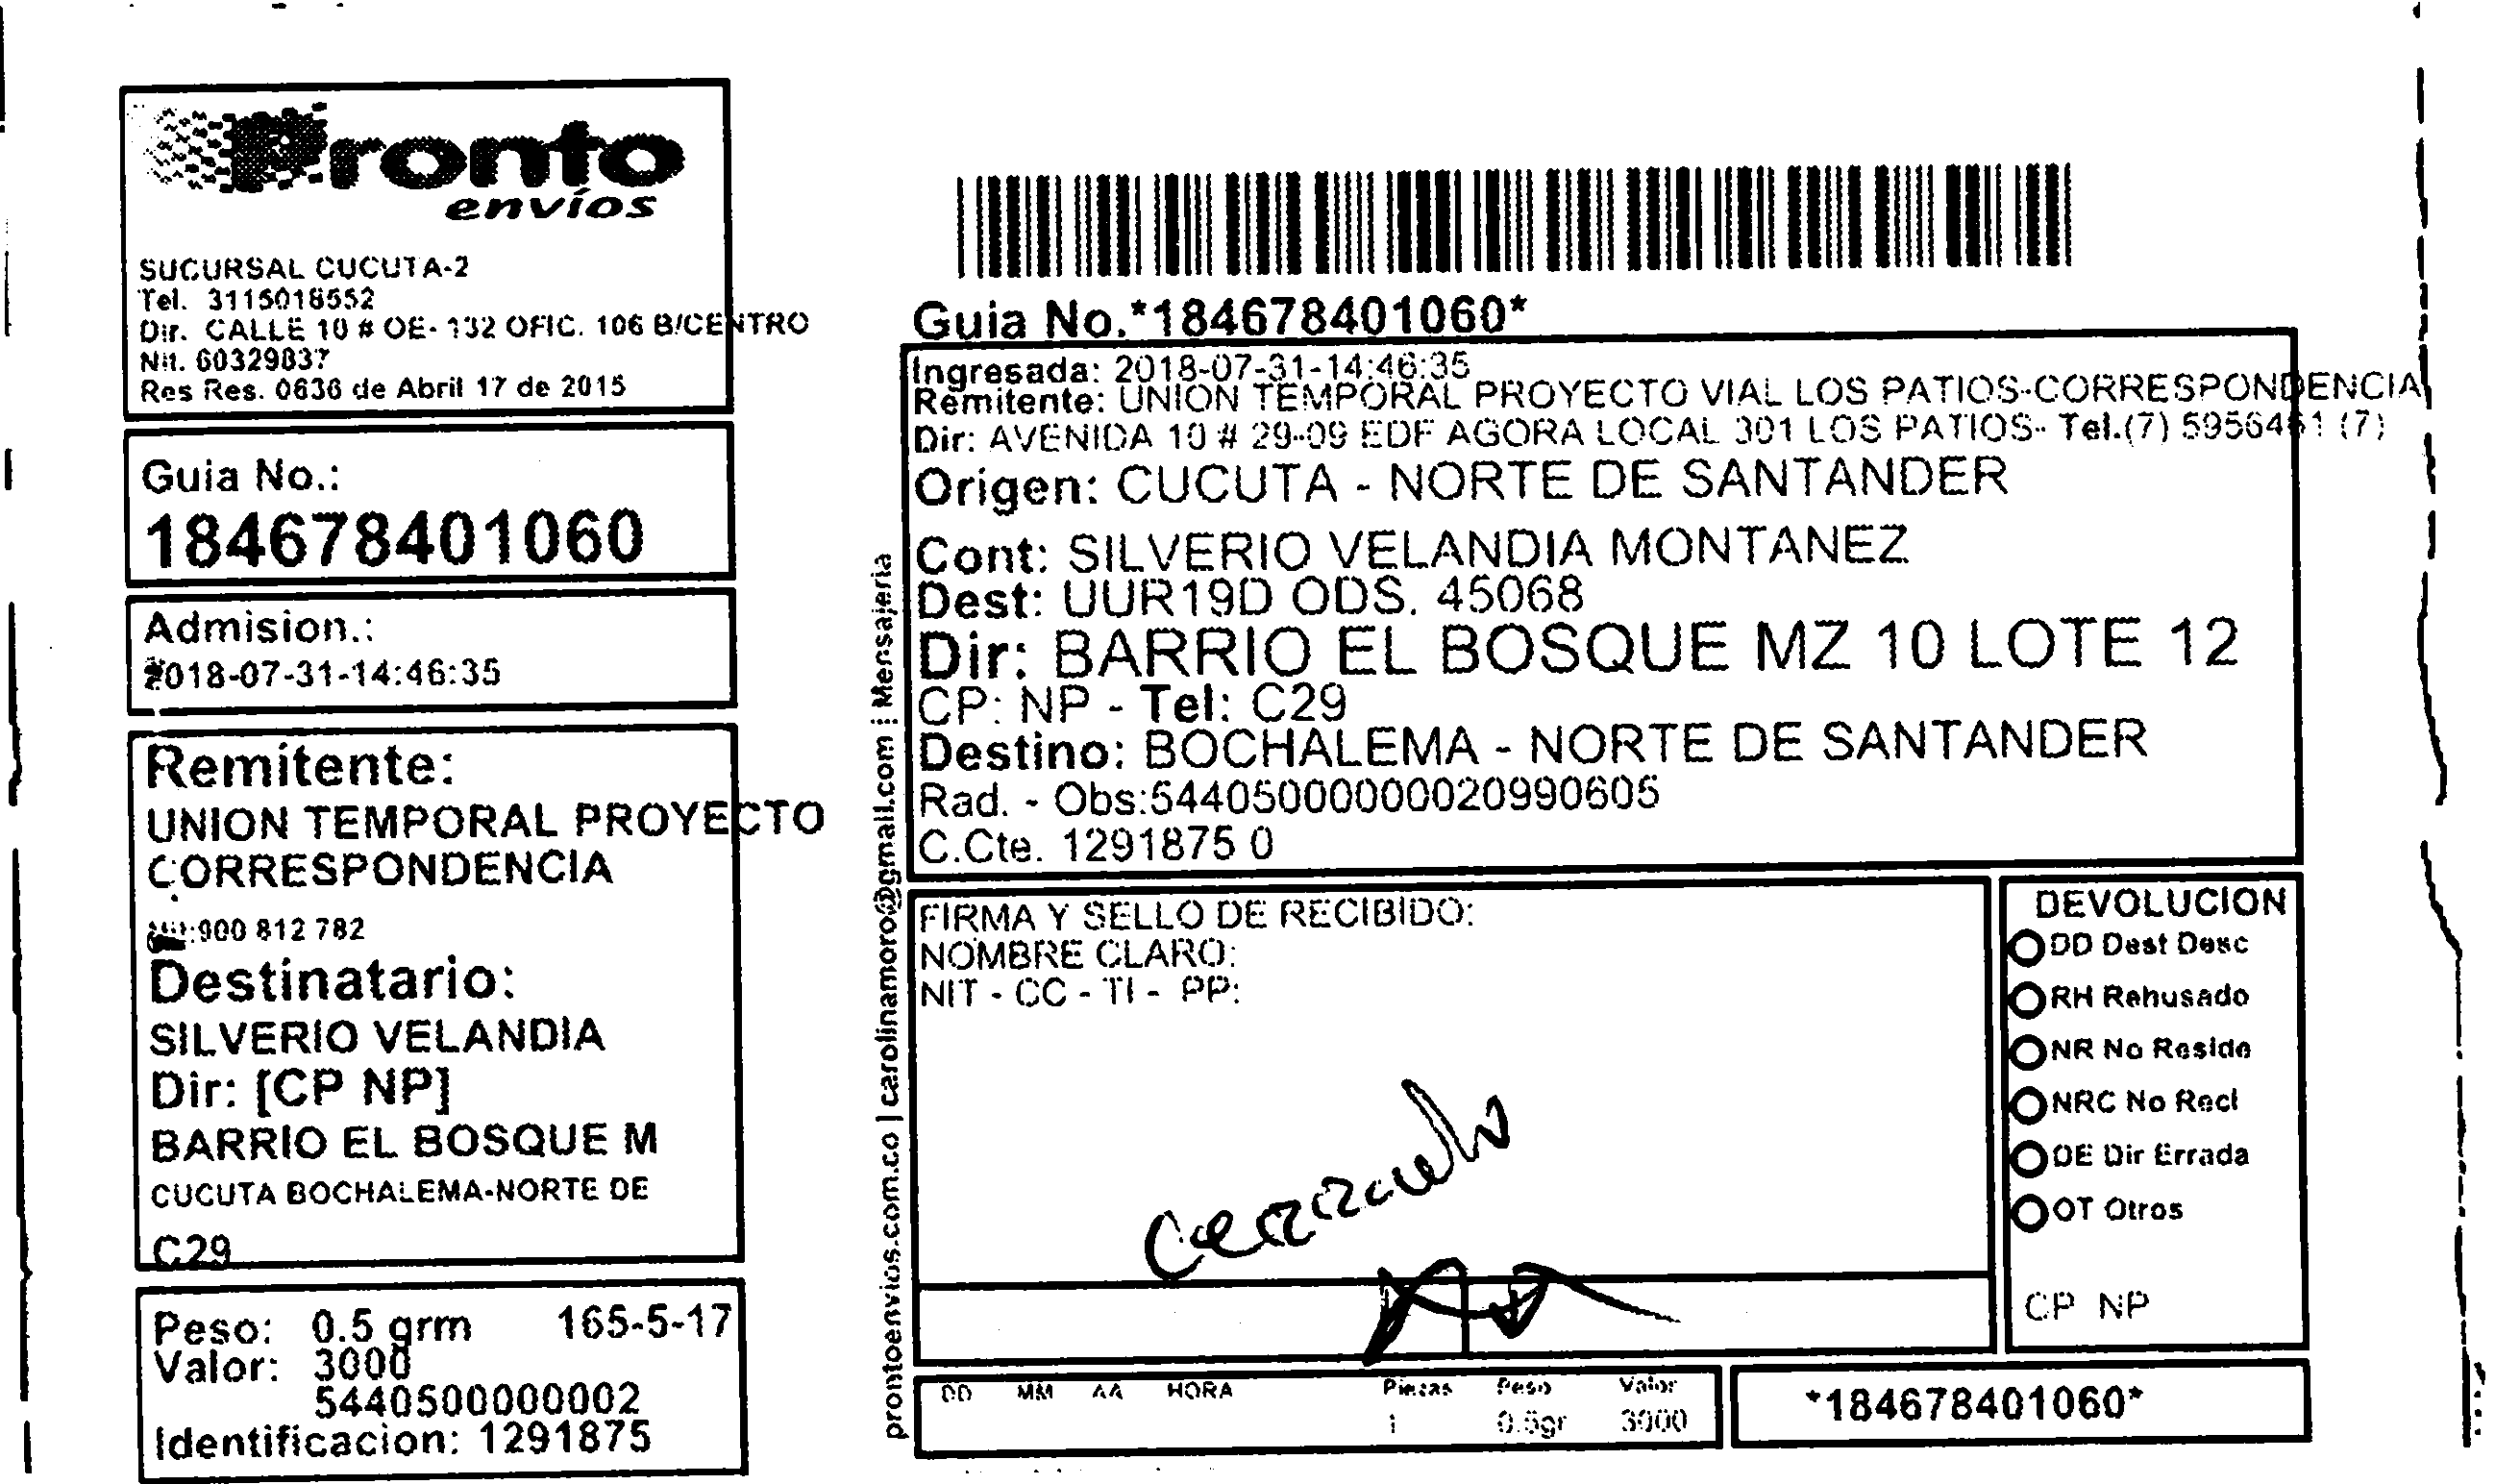 Pronto
envíos
SUCURSAL CUCUTA-2
Tel. 3115018552
Dir. CALLE 10 # OE- 132 OFIC. 106 B/CENTRO
Nit. 60329837
Res Res. 0636 de Abril 17 de 2015
Guia No.:
184678401060
Admision.:
2018-07-31-14:46:35
Remitente:
UNION TEMPORAL PROYECTO
CORRESPONDENCIA
900 812 782
Destinatario:
SILVERIO VELANDIA
Dir: [CP NP]
BARRIO EL BOSQUE M
CUCUTA BOCHALEMA-NORTE DE
C29
Peso: 0.5 grm 165-5-17
Valor: 3000
5440500000002
Identificacion: 1291875
prontoenvios.com.co | carolinamoro@gmail.com | Mensajeria
Guia No.*184678401060*
Ingresada: 2018-07-31-14:46:35
Remitente: UNION TEMPORAL PROYECTO VIAL LOS PATIOS-CORRESPONDENCIA
Dir: AVENIDA 10 # 29-09 EDF AGORA LOCAL 301 LOS PATIOS- Tel.(7) 5956461 (7)
Origen: CUCUTA - NORTE DE SANTANDER
Cont: SILVERIO VELANDIA MONTANEZ
Dest: UUR19D ODS. 45068
Dir: BARRIO EL BOSQUE MZ 10 LOTE 12
CP: NP - Tel: C29
Destino: BOCHALEMA - NORTE DE SANTANDER
Rad. - Obs:544050000000020990605
C.Cte. 1291875 0
FIRMA Y SELLO DE RECIBIDO:
NOMBRE CLARO:
NIT - CC - TI - PP:
DEVOLUCION
DD Dest Desc
RH Rehusado
NR No Reside
NRC No Recl
DE Dir Errada
OT Otros
CP NP
DD MM AA HORA Piezas Peso Valor
1 0.5gr 3000
*184678401060*